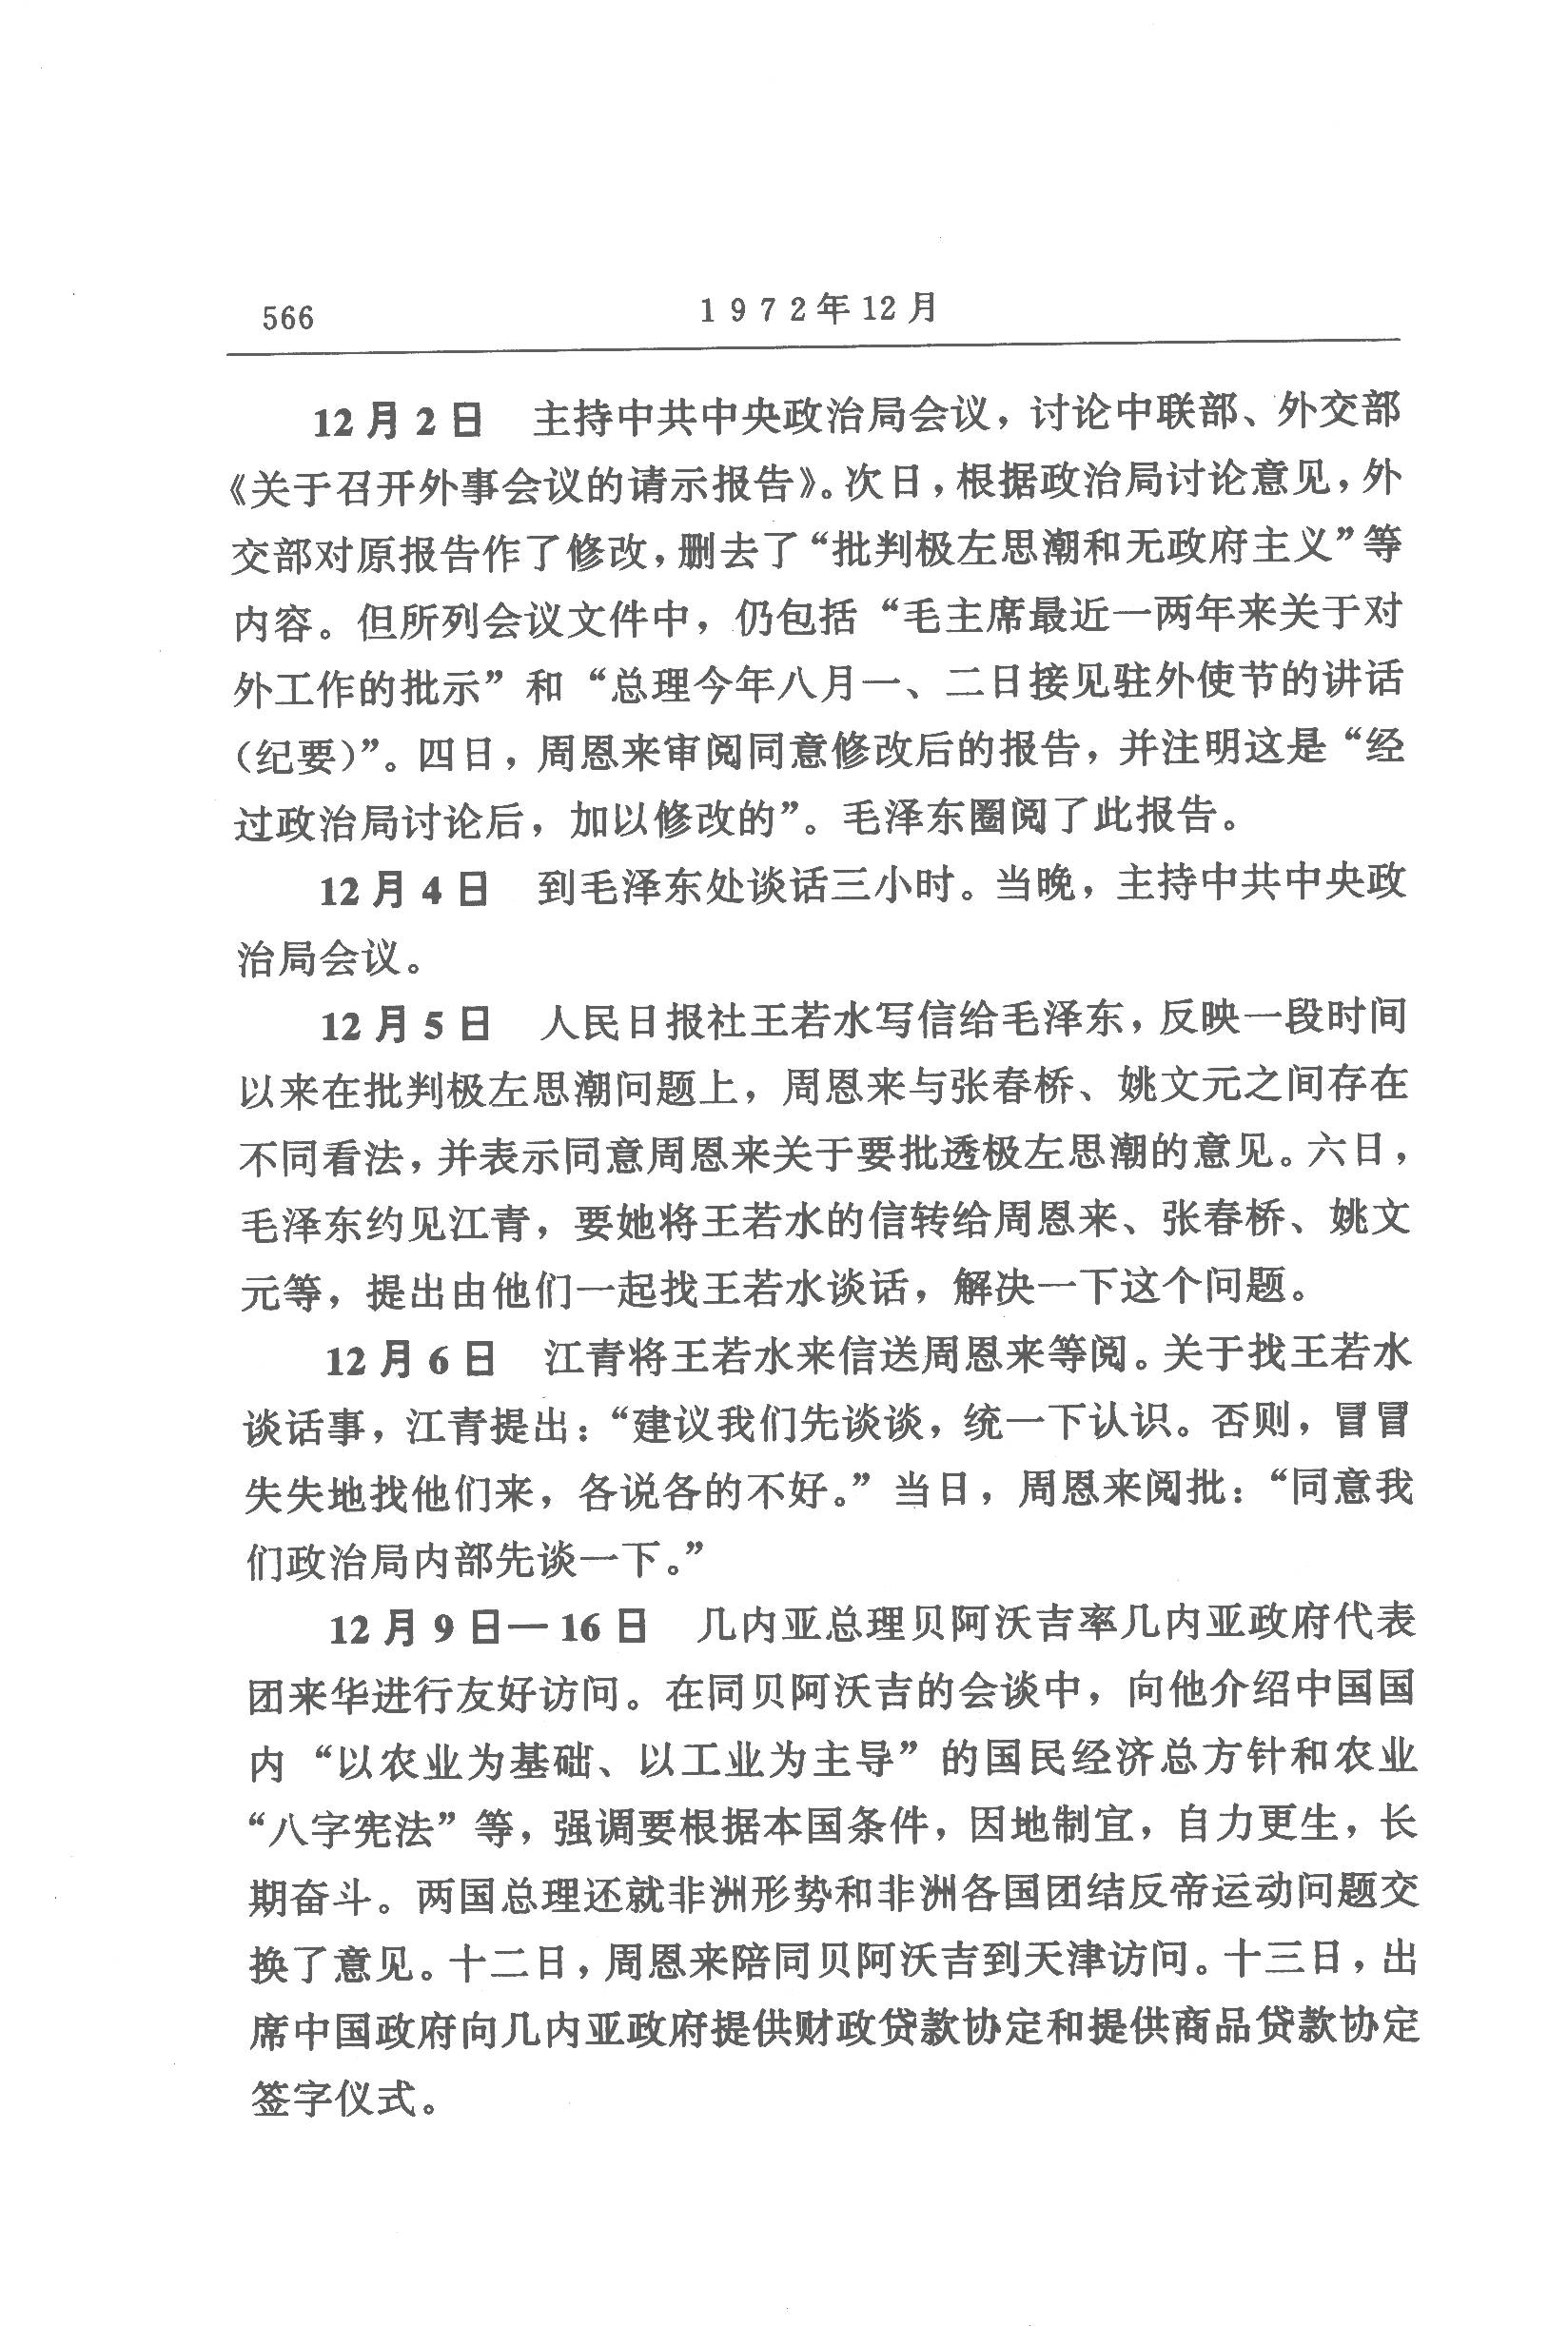 566
1972年12月
12月2日 主持中共中央政治局会议，讨论中联部、外交部
《关于召开外事会议的请示报告》。次日，根据政治局讨论意见，外
交部对原报告作了修改，删去了“批判极左思潮和无政府主义”等
内容。但所列会议文件中，仍包括“毛主席最近一两年来关于对
外工作的批示”和“总理今年八月一、二日接见驻外使节的讲话
（纪要）”。四日，周恩来审阅同意修改后的报告，并注明这是“经
过政治局讨论后，加以修改的”。毛泽东圈阅了此报告。
12月4日 到毛泽东处谈话三小时。当晚，主持中共中央政
治局会议。
12月5日 人民日报社王若水写信给毛泽东，反映一段时间
以来在批判极左思潮问题上，周恩来与张春桥、姚文元之间存在
不同看法，并表示同意周恩来关于要批透极左思潮的意见。六日，
毛泽东约见江青，要她将王若水的信转给周恩来、张春桥、姚文
元等，提出由他们一起找王若水谈话，解决一下这个问题。
12月6日 江青将王若水来信送周恩来等阅。关于找王若水
谈话事，江青提出：“建议我们先谈谈，统一下认识。否则，冒冒
失失地找他们来，各说各的不好。”当日，周恩来阅批：“同意我
们政治局内部先谈一下。”
12月9日—16日 几内亚总理贝阿沃吉率几内亚政府代表
团来华进行友好访问。在同贝阿沃吉的会谈中，向他介绍中国国
内“以农业为基础、以工业为主导”的国民经济总方针和农业
“八字宪法”等，强调要根据本国条件，因地制宜，自力更生，长
期奋斗。两国总理还就非洲形势和非洲各国团结反帝运动问题交
换了意见。十二日，周恩来陪同贝阿沃吉到天津访问。十三日，出
席中国政府向几内亚政府提供财政贷款协定和提供商品贷款协定
签字仪式。